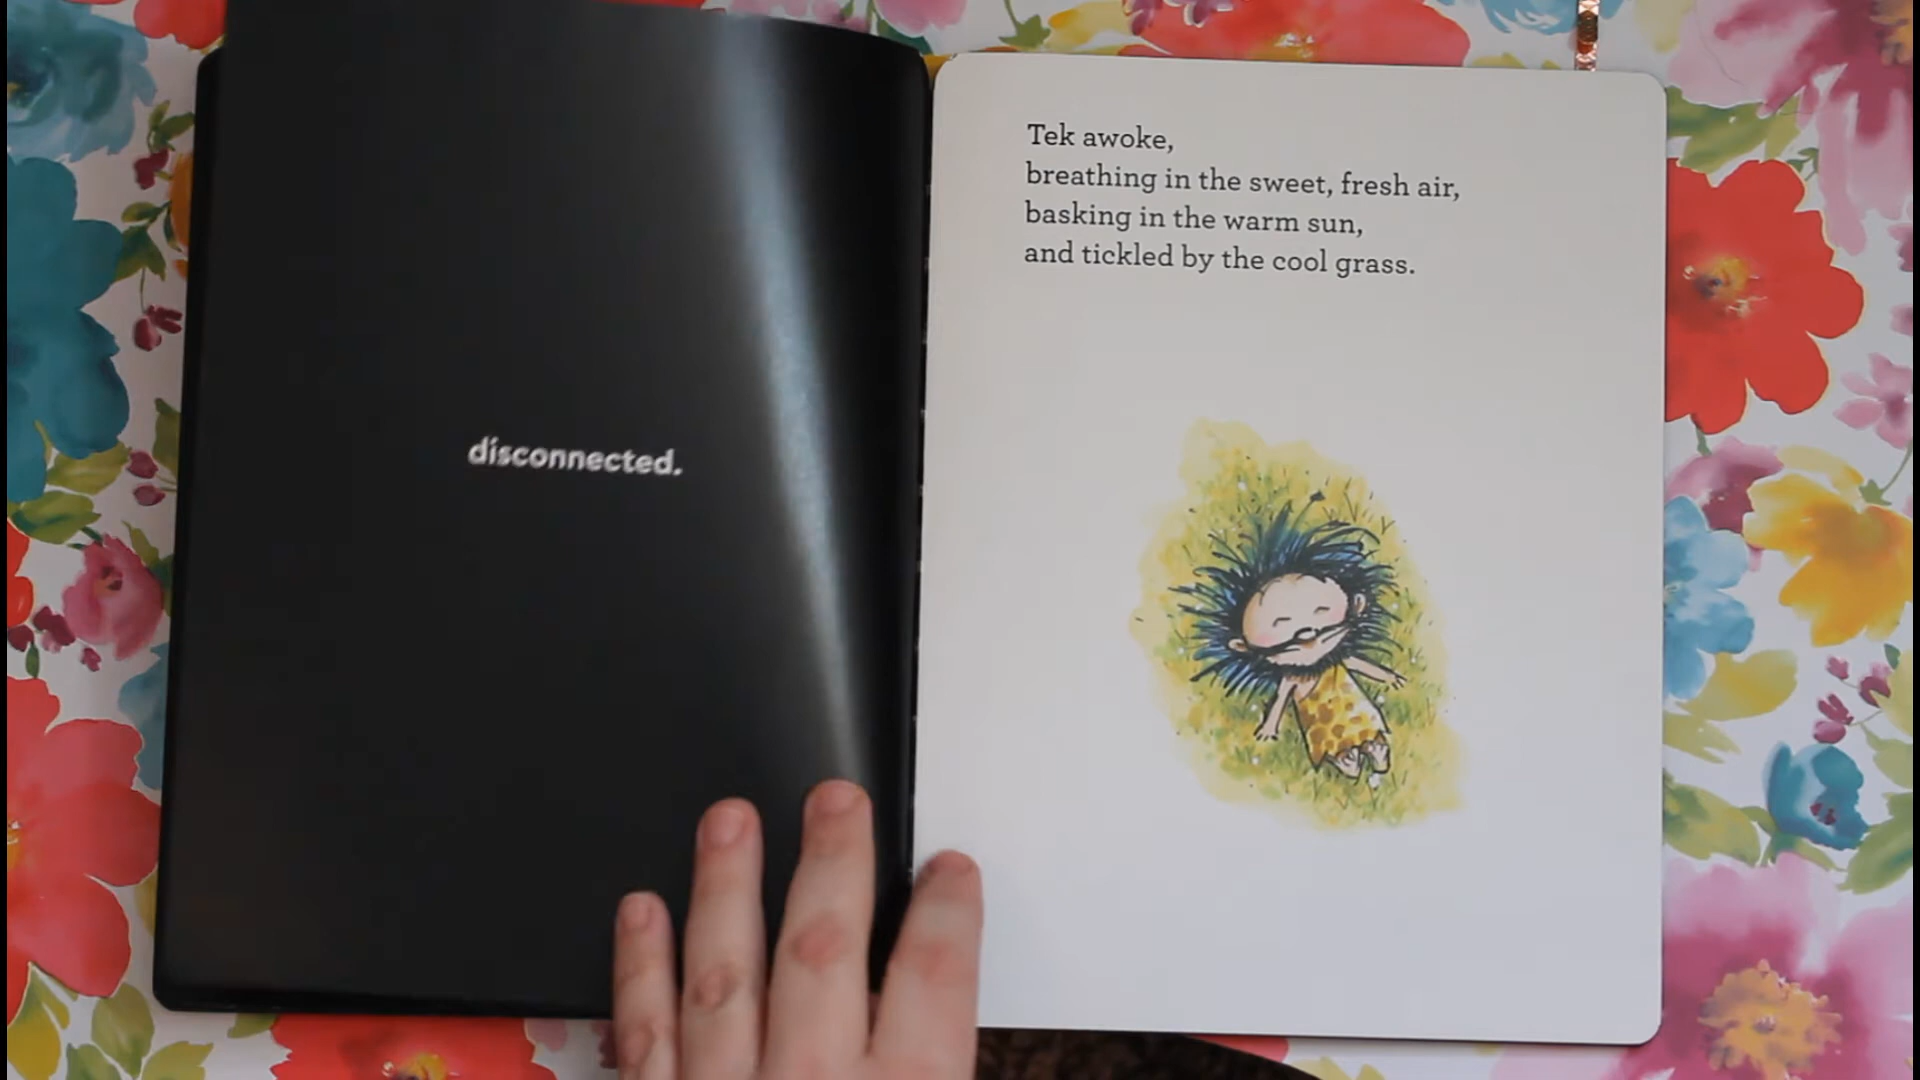 disconnected.
Tek awoke,
breathing in the sweet, fresh air,
basking in the warm sun,
and tickled by the cool grass.